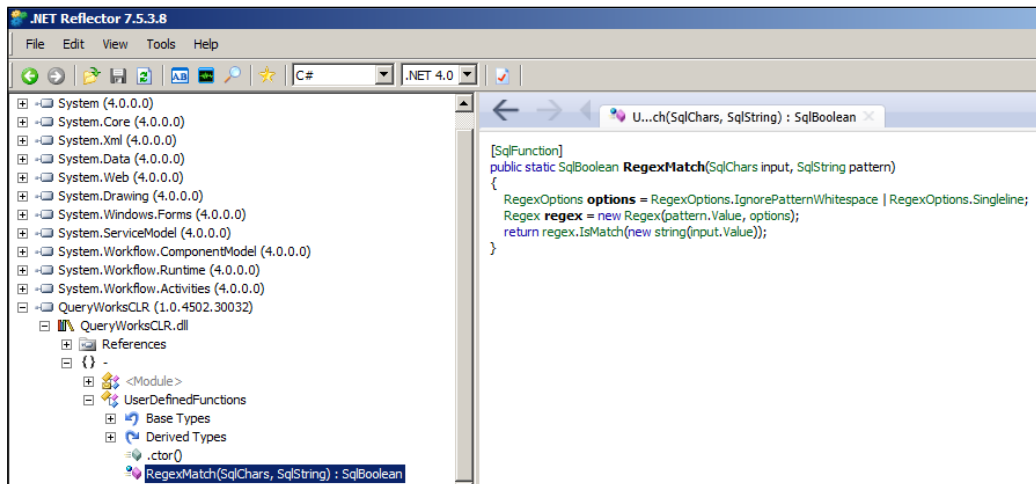 .NET Reflector 7.5.3.8
File Edit View Tools Help
C# .NET 4.0
System (4.0.0.0)
System.Core (4.0.0.0)
System.Xml (4.0.0.0)
System.Data (4.0.0.0)
System.Web (4.0.0.0)
System.Drawing (4.0.0.0)
System.Windows.Forms (4.0.0.0)
System.ServiceModel (4.0.0.0)
System.Workflow.ComponentModel (4.0.0.0)
System.Workflow.Runtime (4.0.0.0)
System.Workflow.Activities (4.0.0.0)
QueryWorksCLR (1.0.4502.30032)
QueryWorksCLR.dll
References
{} -
<Module>
UserDefinedFunctions
Base Types
Derived Types
.ctor()
RegexMatch(SqlChars, SqlString) : SqlBoolean
U...ch(SqlChars, SqlString) : SqlBoolean
[SqlFunction]
public static SqlBoolean RegexMatch(SqlChars input, SqlString pattern)
{
RegexOptions options = RegexOptions.IgnorePatternWhitespace | RegexOptions.Singleline;
Regex regex = new Regex(pattern.Value, options);
return regex.IsMatch(new string(input.Value));
}